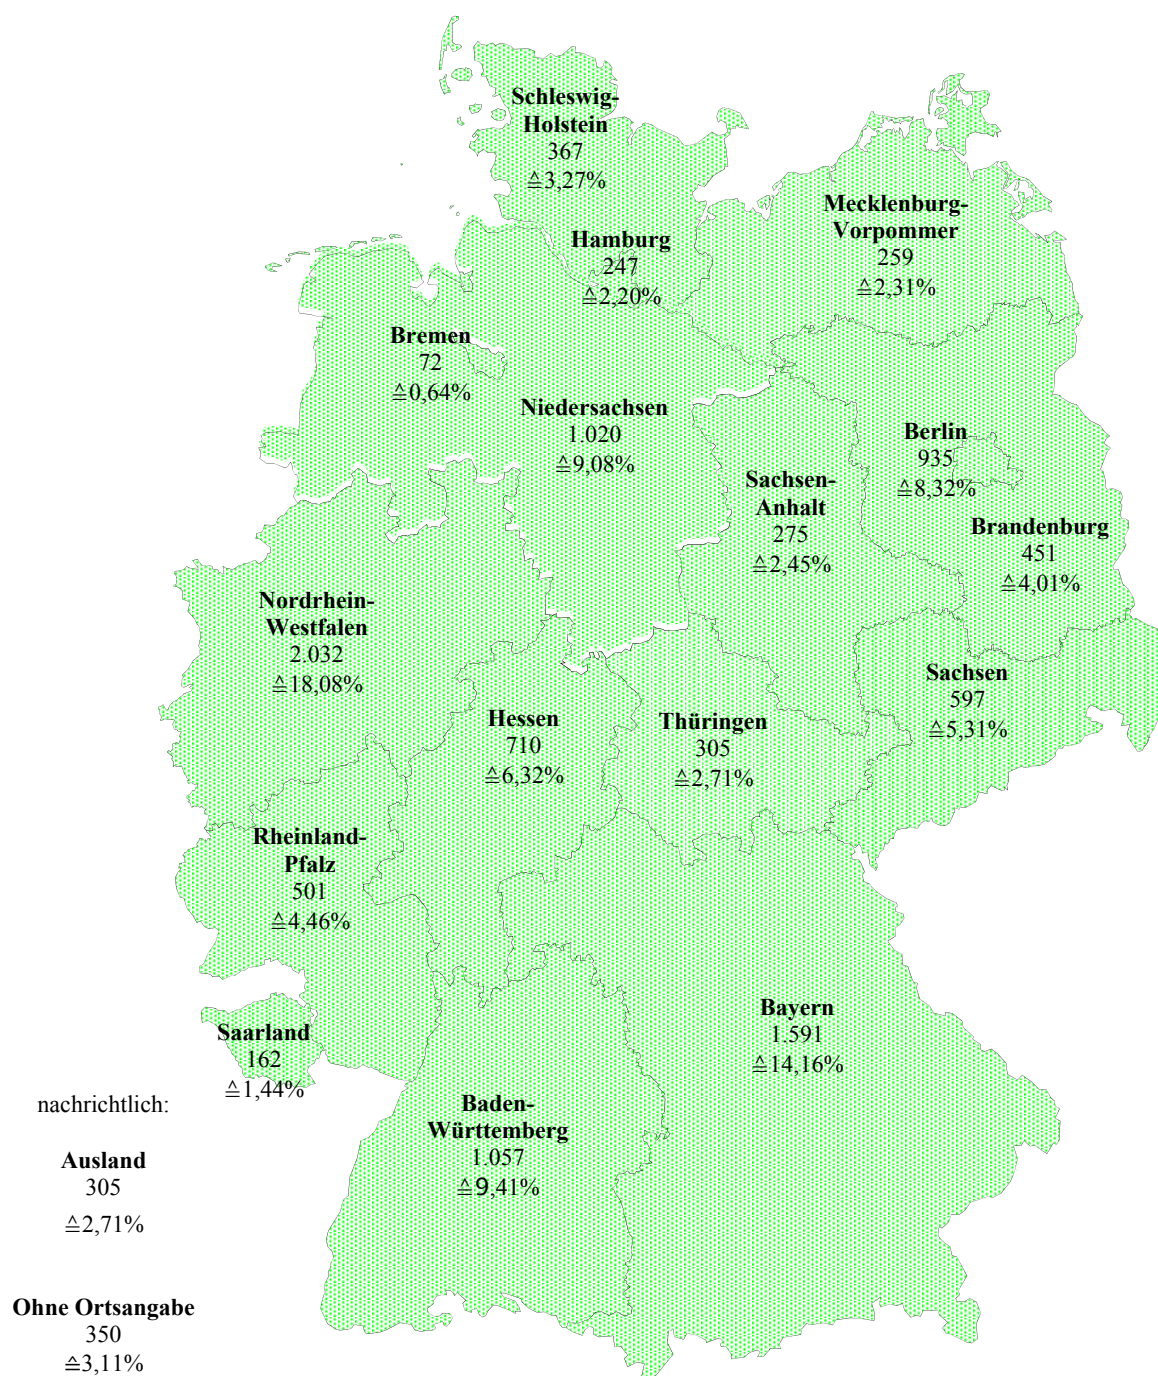 Schleswig-
Holstein
367
≙3,27%
Mecklenburg-
Vorpommer
259
≙2,31%
Hamburg
247
≙2,20%
Bremen
72
≙0,64%
Niedersachsen
1.020
≙9,08%
Berlin
935
≙8,32%
Sachsen-
Anhalt
275
≙2,45%
Brandenburg
451
≙4,01%
Nordrhein-
Westfalen
2.032
≙18,08%
Sachsen
597
≙5,31%
Hessen
710
≙6,32%
Thüringen
305
≙2,71%
Rheinland-
Pfalz
501
≙4,46%
Bayern
1.591
≙14,16%
Saarland
162
≙1,44%
Baden-
Württemberg
1.057
≙9,41%
nachrichtlich:
Ausland
305
≙2,71%
Ohne Ortsangabe
350
≙3,11%